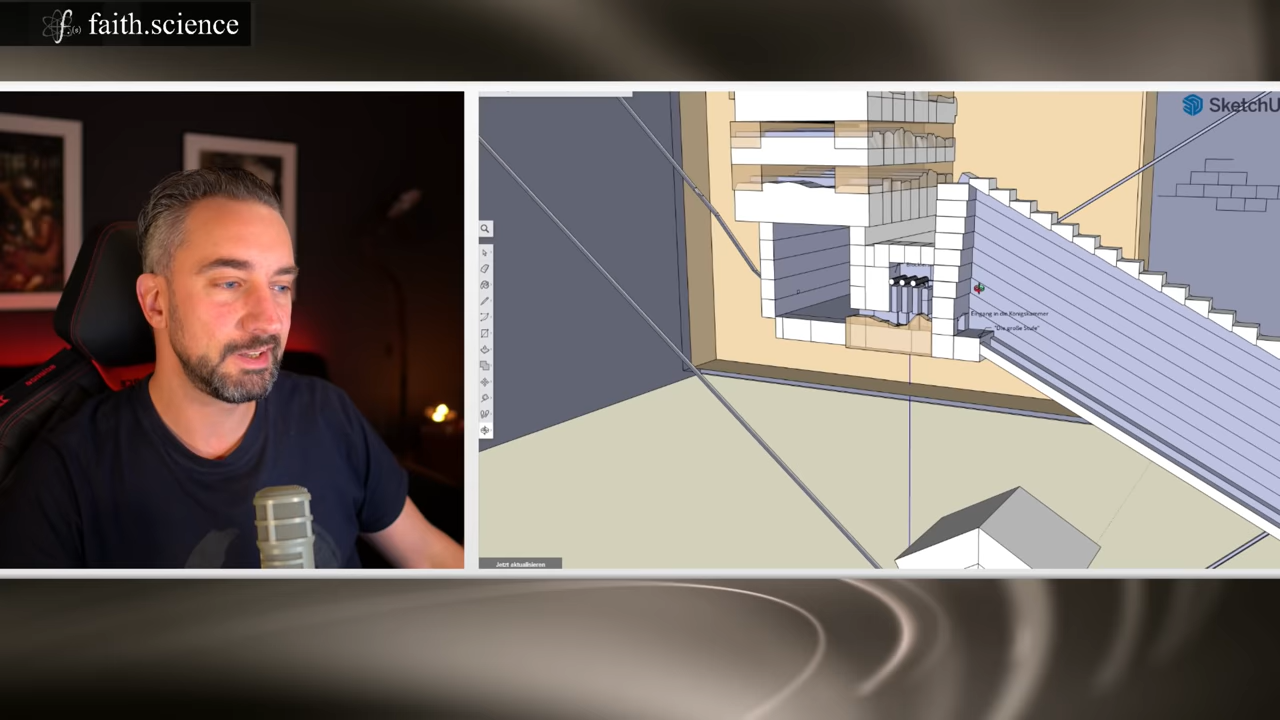 faith.science
SketchU
Eingang in die Königskammer
"Die große Stufe"
Jetzt aktualisieren